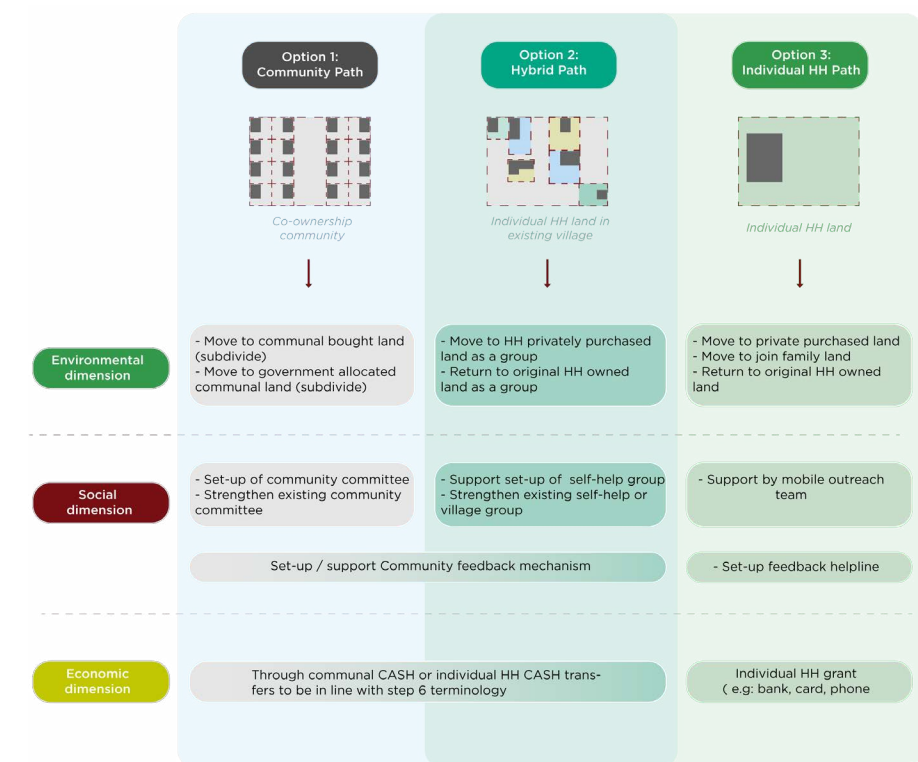 Option 1:
Community Path
Option 2:
Hybrid Path
Option 3:
Individual HH Path
Co-ownership
community
Individual HH land in
existing village
Individual HH land
Environmental
dimension
- Move to communal bought land
(subdivide)
- Move to government allocated
communal land (subdivide)
- Move to HH privately purchased
land as a group
- Return to original HH owned
land as a group
- Move to private purchased land
- Move to join family land
- Return to original HH owned
land
Social
dimension
- Set-up of community committee
- Strengthen existing community
committee
- Support set-up of self-help group
- Strengthen existing self-help or
village group
- Support by mobile outreach
team
Set-up / support Community feedback mechanism
- Set-up feedback helpline
Economic
dimension
Through communal CASH or individual HH CASH trans-
fers to be in line with step 6 terminology
Individual HH grant
( e.g: bank, card, phone